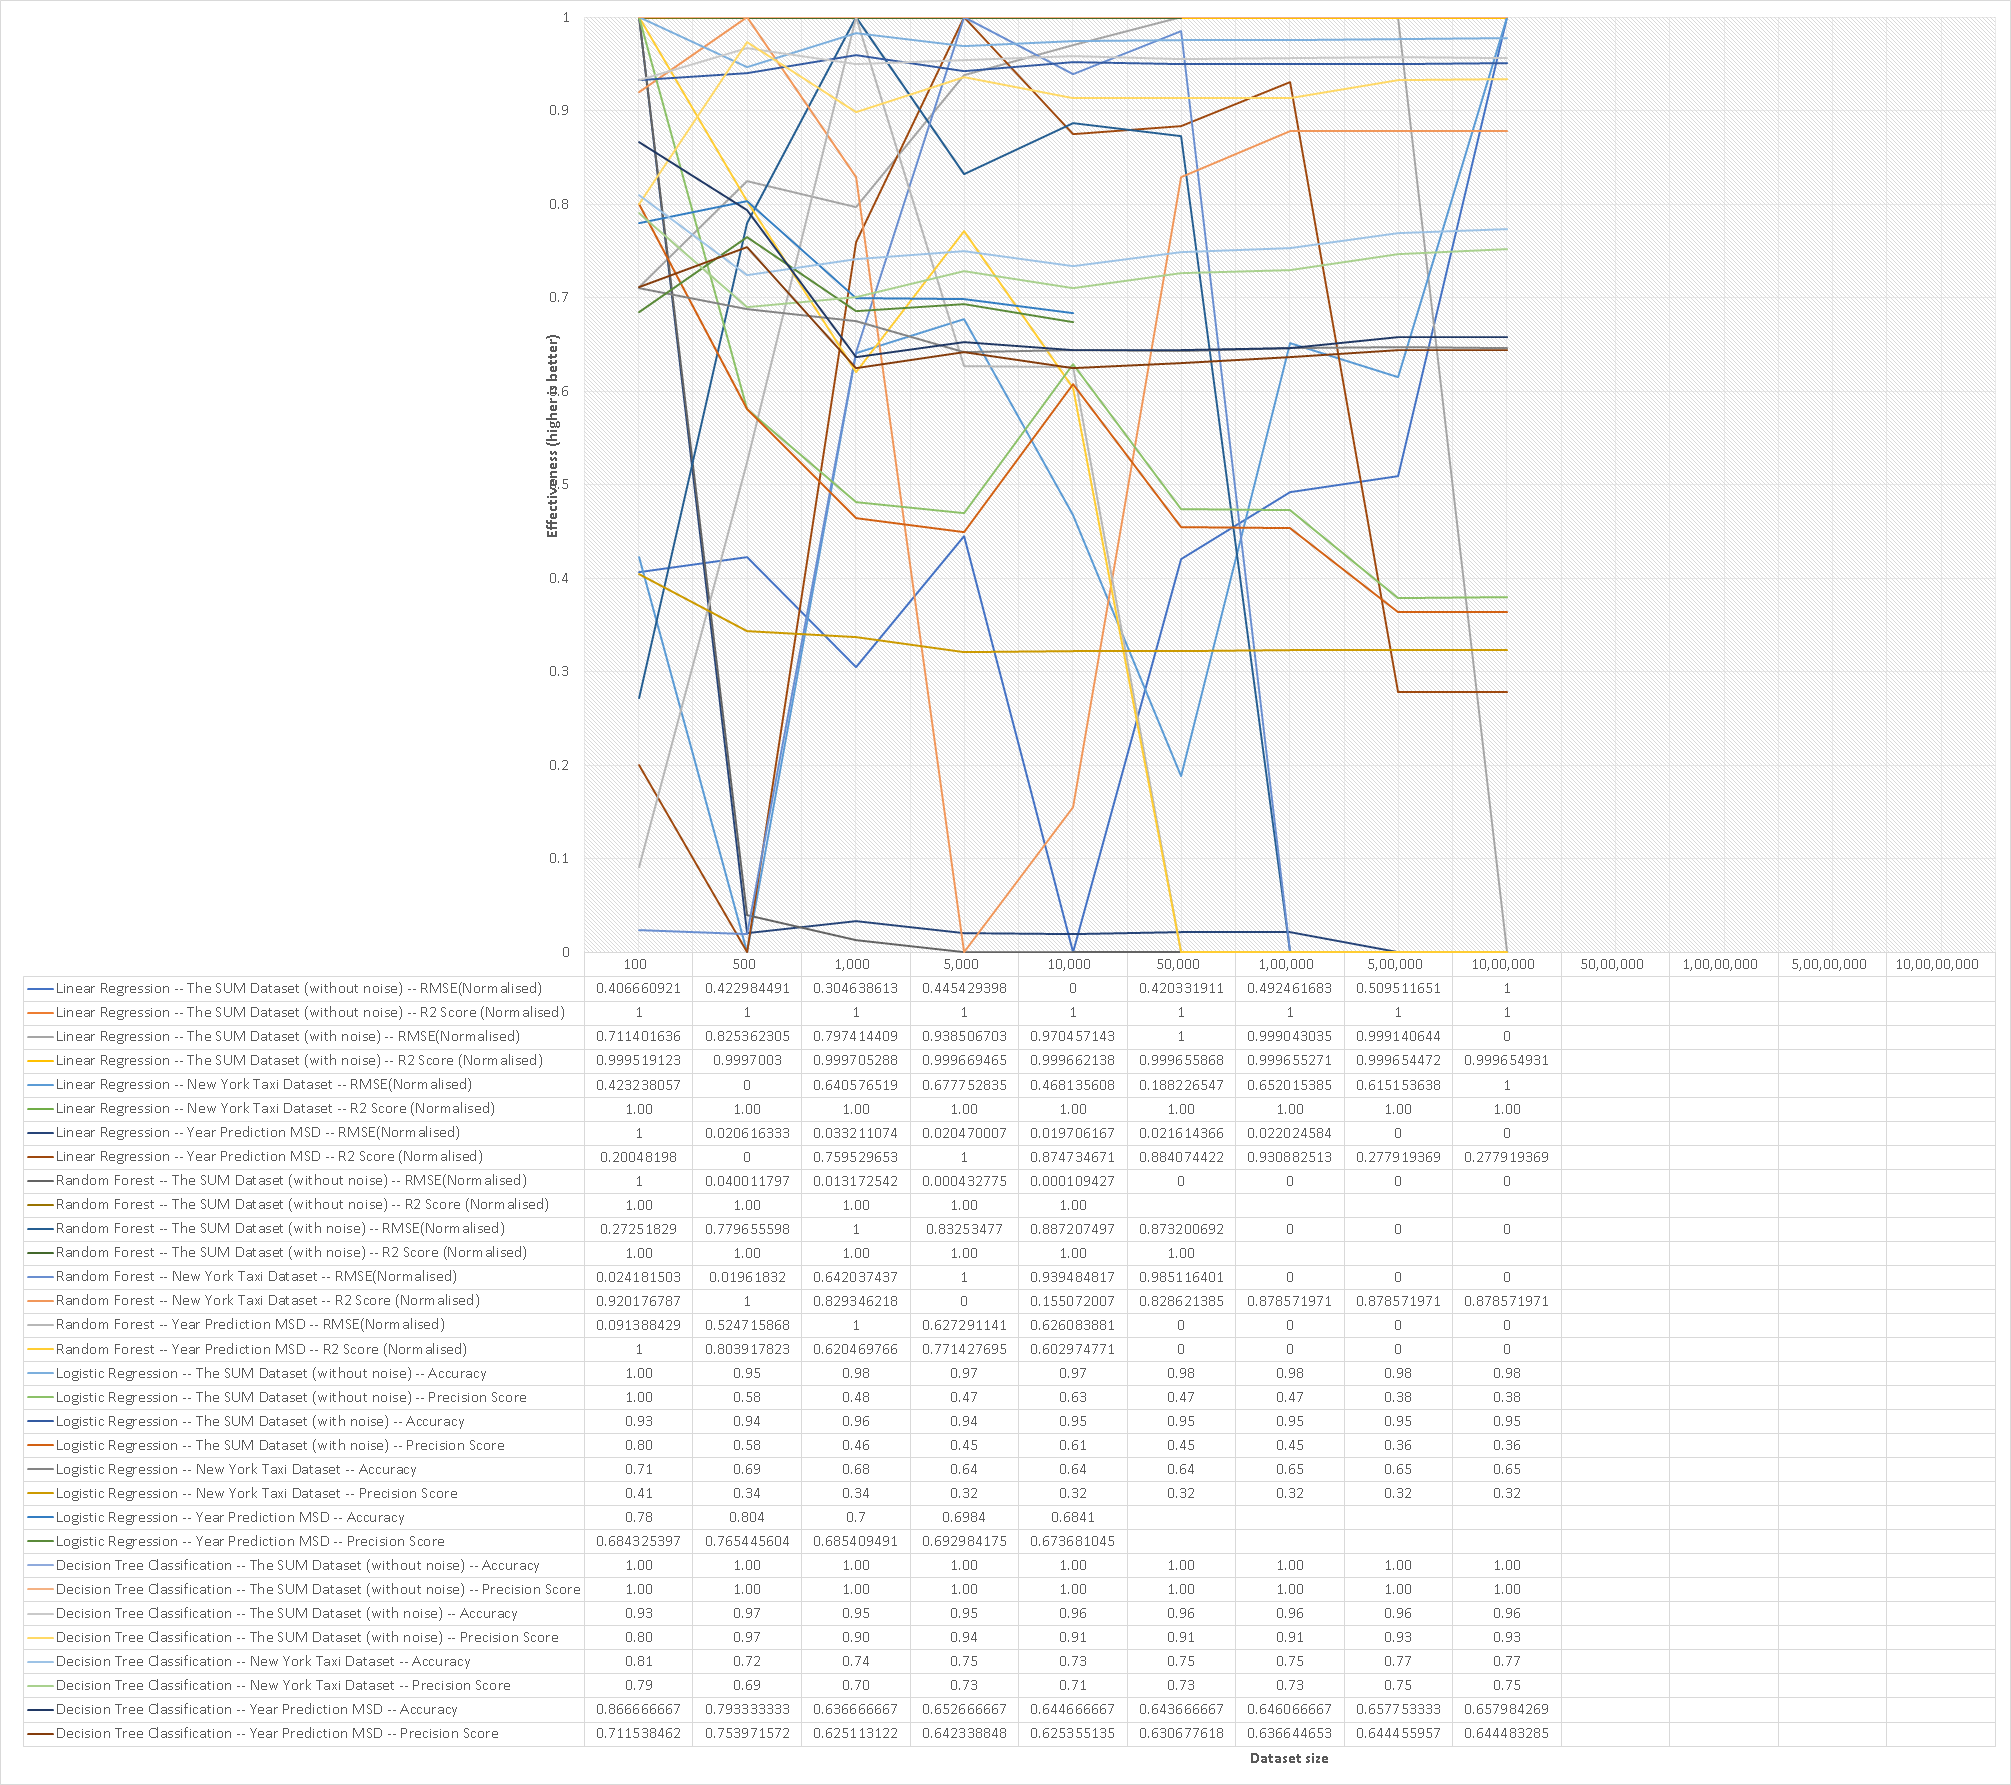 1
0.9
0.8
0.7
0.6
0.5
0.4
0.3
0.2
0.1
0
Effectiveness (higher is better)
100 500 1,000 5,000 10,000 50,000 1,00,000 5,00,000 10,00,000 50,00,000 1,00,00,000 5,00,00,000 10,00,00,000
Linear Regression -- The SUM Dataset (without noise) -- RMSE(Normalised) 0.406660921 0.422984491 0.304638613 0.445429398 0 0.420331911 0.492461683 0.509511651 1
Linear Regression -- The SUM Dataset (without noise) -- R2 Score (Normalised) 1 1 1 1 1 1 1 1 1
Linear Regression -- The SUM Dataset (with noise) -- RMSE(Normalised) 0.711401636 0.825362305 0.797414409 0.938506703 0.970457143 1 0.999043035 0.999140644 0
Linear Regression -- The SUM Dataset (with noise) -- R2 Score (Normalised) 0.999519123 0.9997003 0.999705288 0.999669465 0.999662138 0.999655868 0.999655271 0.999654472 0.999654931
Linear Regression -- New York Taxi Dataset -- RMSE(Normalised) 0.423238057 0 0.640576519 0.677752835 0.468135608 0.188226547 0.652015385 0.615153638 1
Linear Regression -- New York Taxi Dataset -- R2 Score (Normalised) 1.00 1.00 1.00 1.00 1.00 1.00 1.00 1.00 1.00
Linear Regression -- Year Prediction MSD -- RMSE(Normalised) 1 0.020616333 0.033211074 0.020470007 0.019706167 0.021614366 0.022024584 0 0
Linear Regression -- Year Prediction MSD -- R2 Score (Normalised) 0.20048198 0 0.759529653 1 0.874734671 0.884074422 0.930882513 0.277919369 0.277919369
Random Forest -- The SUM Dataset (without noise) -- RMSE(Normalised) 1 0.040011797 0.013172542 0.000432775 0.000109427 0 0 0 0
Random Forest -- The SUM Dataset (without noise) -- R2 Score (Normalised) 1.00 1.00 1.00 1.00 1.00
Random Forest -- The SUM Dataset (with noise) -- RMSE(Normalised) 0.27251829 0.779655598 1 0.83253477 0.887207497 0.873200692 0 0 0
Random Forest -- The SUM Dataset (with noise) -- R2 Score (Normalised) 1.00 1.00 1.00 1.00 1.00 1.00
Random Forest -- New York Taxi Dataset -- RMSE(Normalised) 0.024181503 0.01961832 0.642037437 1 0.939484817 0.985116401 0 0 0
Random Forest -- New York Taxi Dataset -- R2 Score (Normalised) 0.920176787 1 0.829346218 0 0.155072007 0.828621385 0.878571971 0.878571971 0.878571971
Random Forest -- Year Prediction MSD -- RMSE(Normalised) 0.091388429 0.524715868 1 0.627291141 0.626083881 0 0 0 0
Random Forest -- Year Prediction MSD -- R2 Score (Normalised) 1 0.803917823 0.620469766 0.771427695 0.602974771 0 0 0 0
Logistic Regression -- The SUM Dataset (without noise) -- Accuracy 1.00 0.95 0.98 0.97 0.97 0.98 0.98 0.98 0.98
Logistic Regression -- The SUM Dataset (without noise) -- Precision Score 1.00 0.58 0.48 0.47 0.63 0.47 0.47 0.38 0.38
Logistic Regression -- The SUM Dataset (with noise) -- Accuracy 0.93 0.94 0.96 0.94 0.95 0.95 0.95 0.95 0.95
Logistic Regression -- The SUM Dataset (with noise) -- Precision Score 0.80 0.58 0.46 0.45 0.61 0.45 0.45 0.36 0.36
Logistic Regression -- New York Taxi Dataset -- Accuracy 0.71 0.69 0.68 0.64 0.64 0.64 0.65 0.65 0.65
Logistic Regression -- New York Taxi Dataset -- Precision Score 0.41 0.34 0.34 0.32 0.32 0.32 0.32 0.32 0.32
Logistic Regression -- Year Prediction MSD -- Accuracy 0.78 0.804 0.7 0.6984 0.6841
Logistic Regression -- Year Prediction MSD -- Precision Score 0.684325397 0.765445604 0.685409491 0.692984175 0.673681045
Decision Tree Classification -- The SUM Dataset (without noise) -- Accuracy 1.00 1.00 1.00 1.00 1.00 1.00 1.00 1.00 1.00
Decision Tree Classification -- The SUM Dataset (without noise) -- Precision Score 1.00 1.00 1.00 1.00 1.00 1.00 1.00 1.00 1.00
Decision Tree Classification -- The SUM Dataset (with noise) -- Accuracy 0.93 0.97 0.95 0.95 0.96 0.96 0.96 0.96 0.96
Decision Tree Classification -- The SUM Dataset (with noise) -- Precision Score 0.80 0.97 0.90 0.94 0.91 0.91 0.91 0.93 0.93
Decision Tree Classification -- New York Taxi Dataset -- Accuracy 0.81 0.72 0.74 0.75 0.73 0.75 0.75 0.77 0.77
Decision Tree Classification -- New York Taxi Dataset -- Precision Score 0.79 0.69 0.70 0.73 0.71 0.73 0.73 0.75 0.75
Decision Tree Classification -- Year Prediction MSD -- Accuracy 0.866666667 0.793333333 0.636666667 0.652666667 0.644666667 0.643666667 0.646066667 0.657753333 0.657984269
Decision Tree Classification -- Year Prediction MSD -- Precision Score 0.711538462 0.753971572 0.625113122 0.642338848 0.625355135 0.630677618 0.636644653 0.644455957 0.644483285
Dataset size